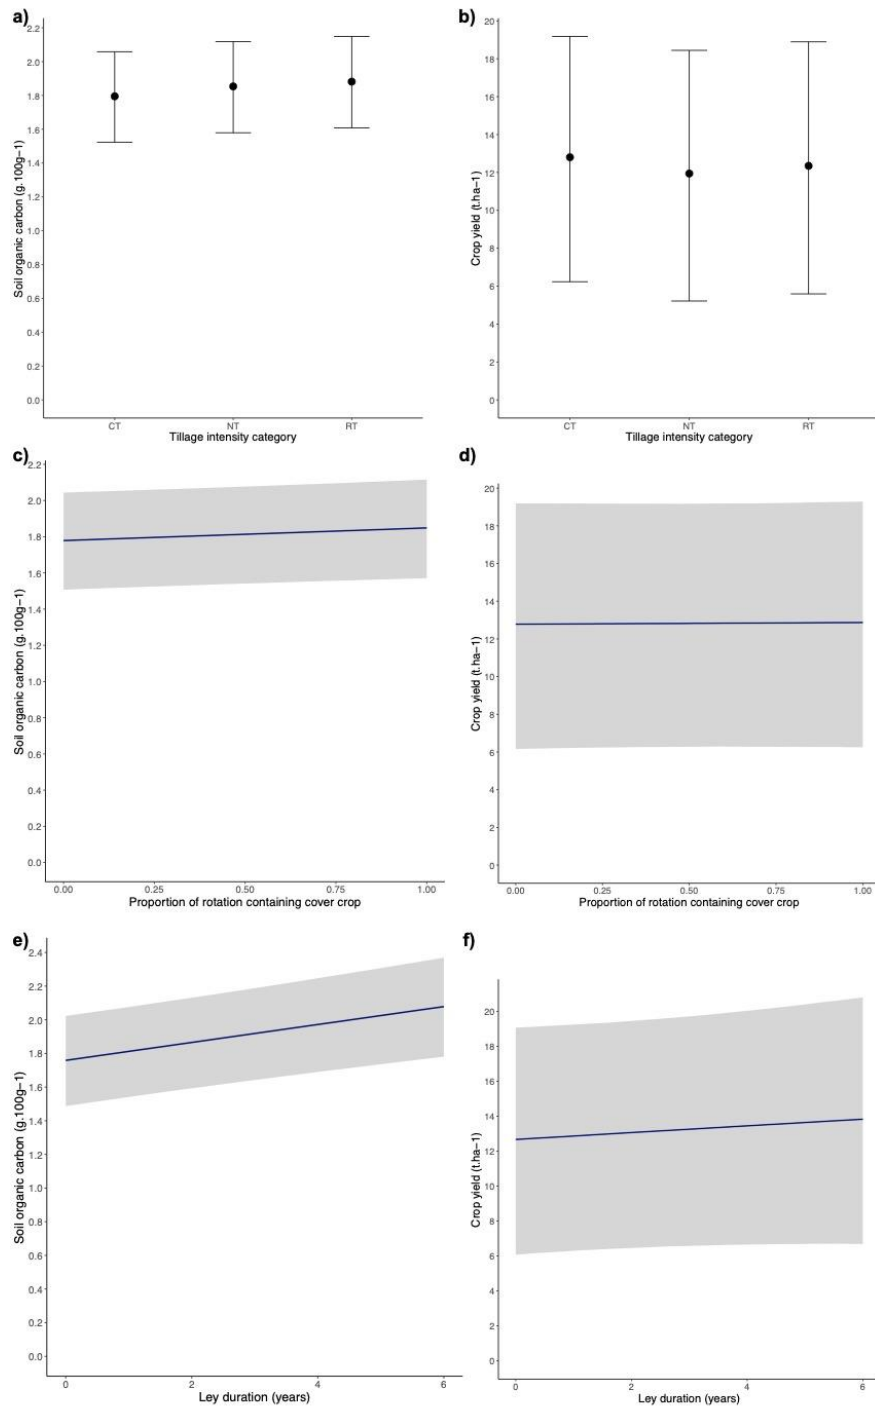 a)
2.2
2.0
1.8
1.6
1.4
1.2
1.0
0.8
0.6
0.4
0.2
0.0
Soil organic carbon (g.100g−1)
CT NT RT
Tillage intensity category
b)
20
18
16
14
12
10
8
6
4
2
0
Crop yield (t.ha−1)
CT NT RT
Tillage intensity category
c)
2.2
2.0
1.8
1.6
1.4
1.2
1.0
0.8
0.6
0.4
0.2
0.0
Soil organic carbon (g.100g−1)
0.00 0.25 0.50 0.75 1.00
Proportion of rotation containing cover crop
d)
20
18
16
14
12
10
8
6
4
2
0
Crop yield (t.ha−1)
0.00 0.25 0.50 0.75 1.00
Proportion of rotation containing cover crop
e)
2.4
2.2
2.0
1.8
1.6
1.4
1.2
1.0
0.8
0.6
0.4
0.2
0.0
Soil organic carbon (g.100g−1)
0 2 4 6
Ley duration (years)
f)
20
18
16
14
12
10
8
6
4
2
0
Crop yield (t.ha−1)
0 2 4 6
Ley duration (years)